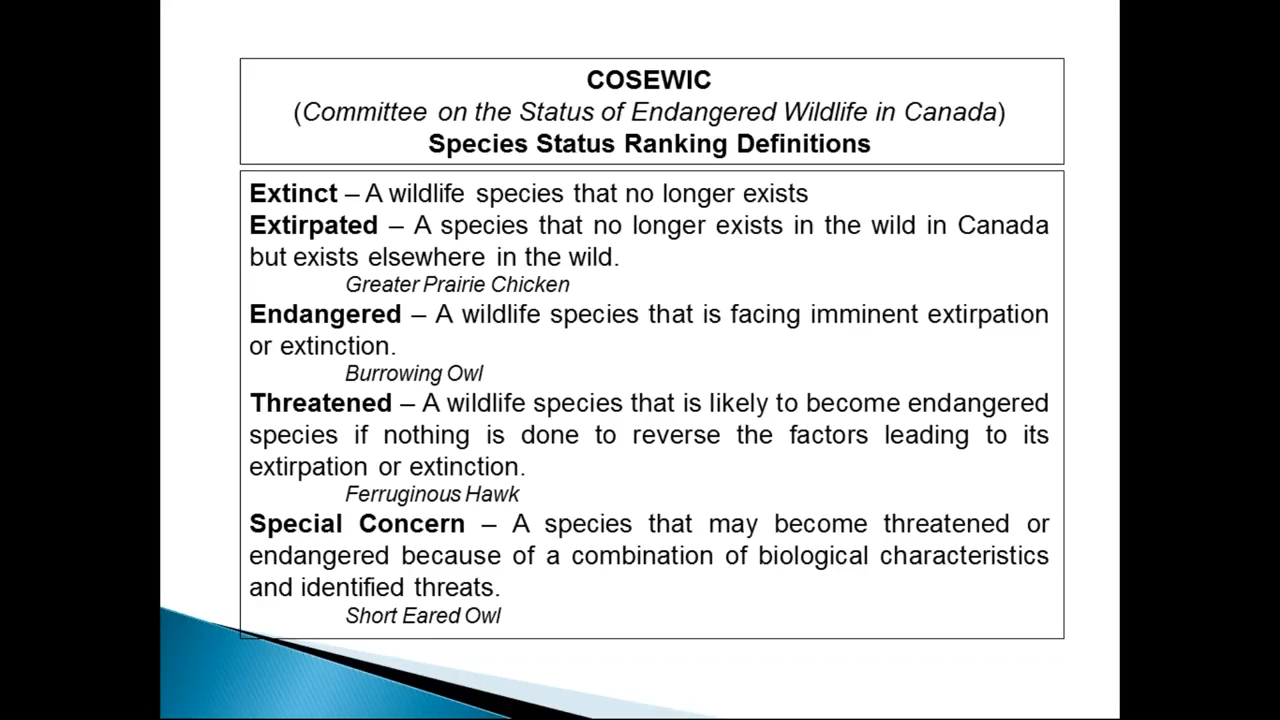 COSEWIC
(Committee on the Status of Endangered Wildlife in Canada)
Species Status Ranking Definitions
Extinct – A wildlife species that no longer exists
Extirpated – A species that no longer exists in the wild in Canada
but exists elsewhere in the wild.
Greater Prairie Chicken
Endangered – A wildlife species that is facing imminent extirpation
or extinction.
Burrowing Owl
Threatened – A wildlife species that is likely to become endangered
species if nothing is done to reverse the factors leading to its
extirpation or extinction.
Ferruginous Hawk
Special Concern – A species that may become threatened or
endangered because of a combination of biological characteristics
and identified threats.
Short Eared Owl